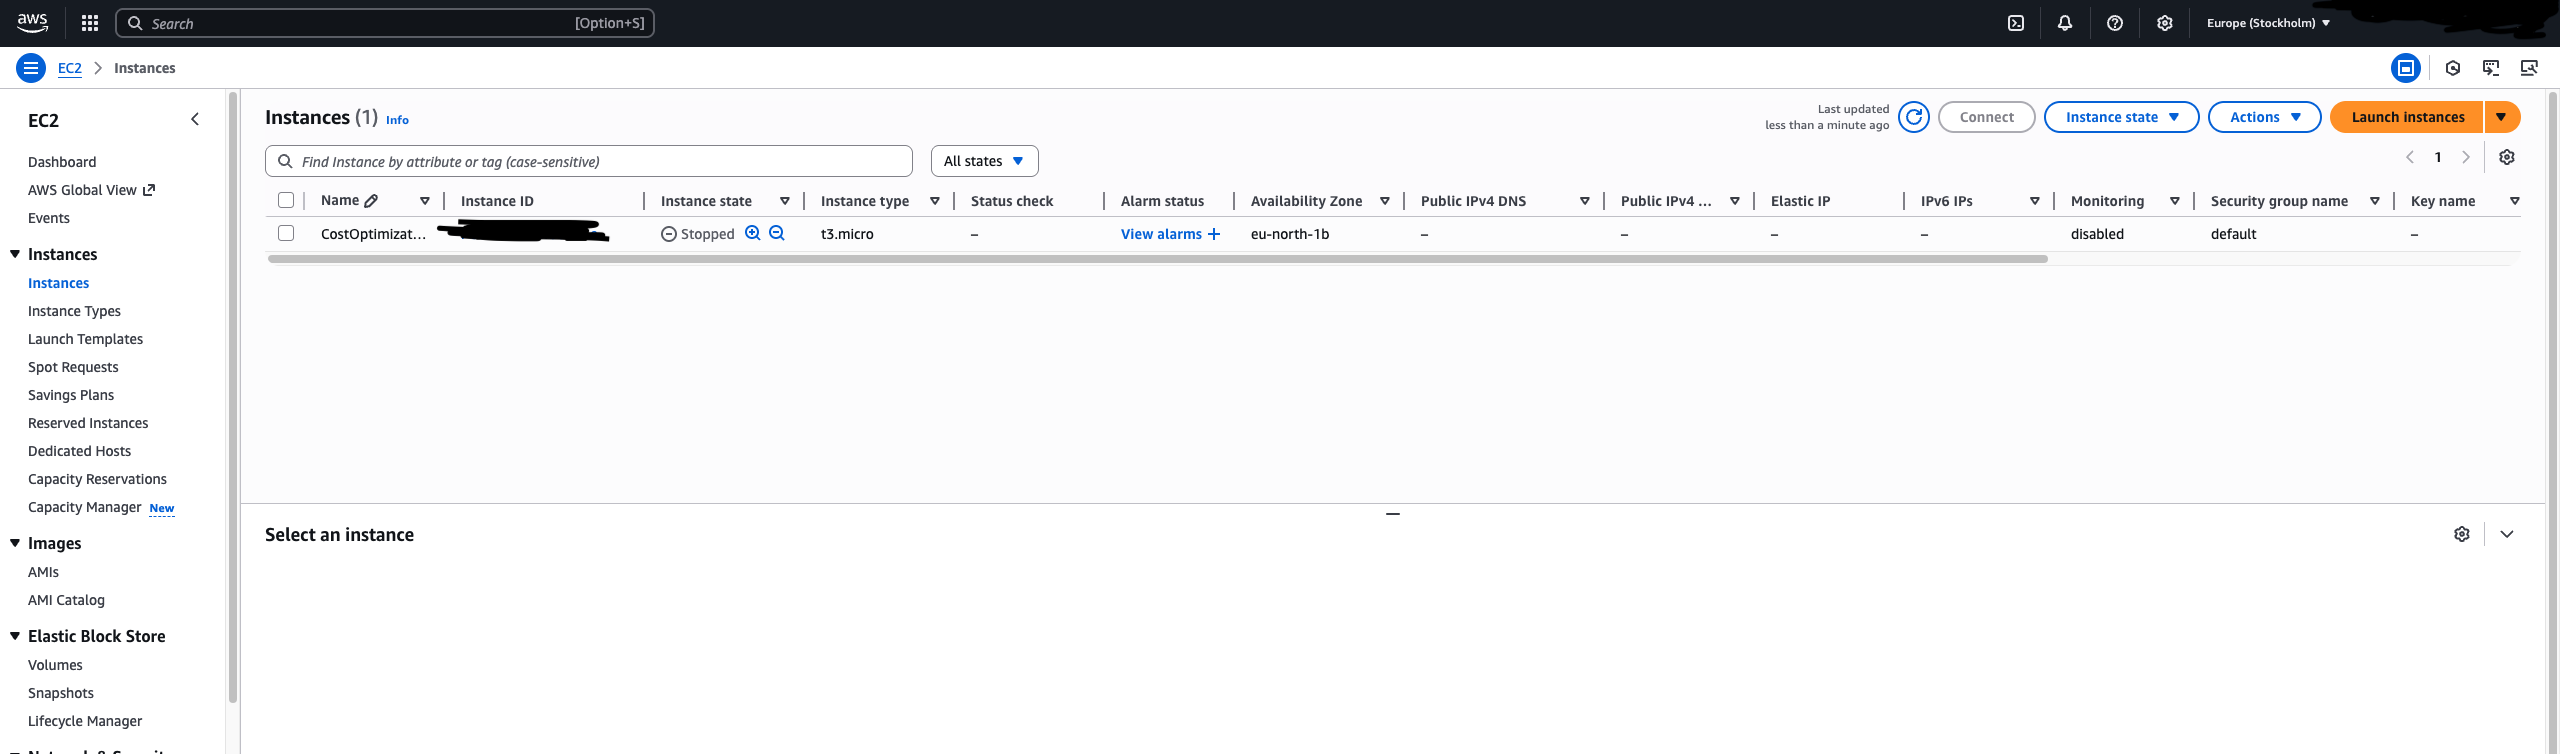 aws Search [Option+S] Europe (Stockholm)
EC2 Instances
EC2
Dashboard
AWS Global View
Events
Instances
Instances
Instance Types
Launch Templates
Spot Requests
Savings Plans
Reserved Instances
Dedicated Hosts
Capacity Reservations
Capacity Manager New
Images
AMIs
AMI Catalog
Elastic Block Store
Volumes
Snapshots
Lifecycle Manager
Instances (1) Info
Last updated
less than a minute ago
Connect Instance state Actions Launch instances
Find Instance by attribute or tag (case-sensitive) All states 1
Name Instance ID Instance state Instance type Status check Alarm status Availability Zone Public IPv4 DNS Public IPv4 ... Elastic IP IPv6 IPs Monitoring Security group name Key name
CostOptimizat... Stopped t3.micro – View alarms + eu-north-1b – – – – disabled default –
Select an instance